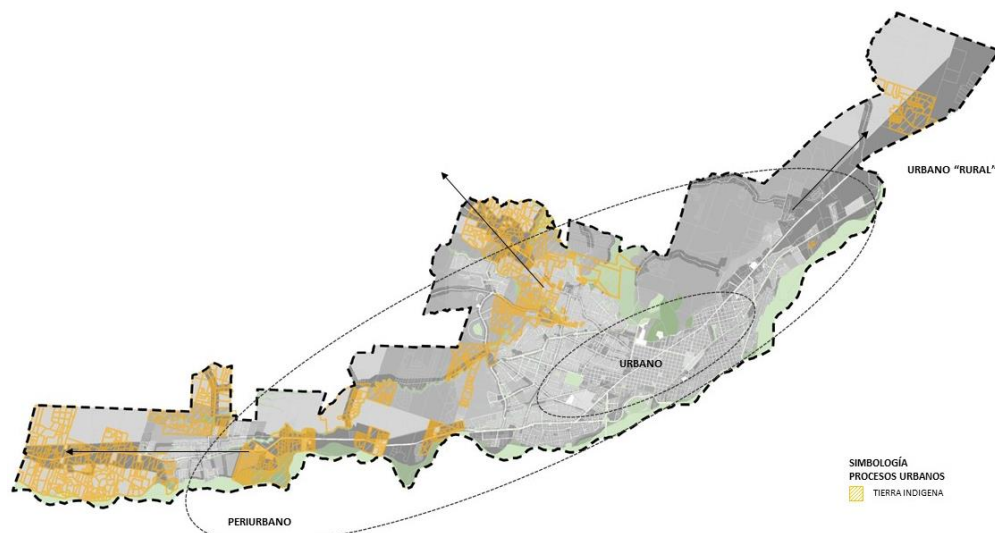 URBANO “RURAL”
URBANO
SIMBOLOGÍA
PROCESOS URBANOS
TIERRA INDIGENA
PERIURBANO